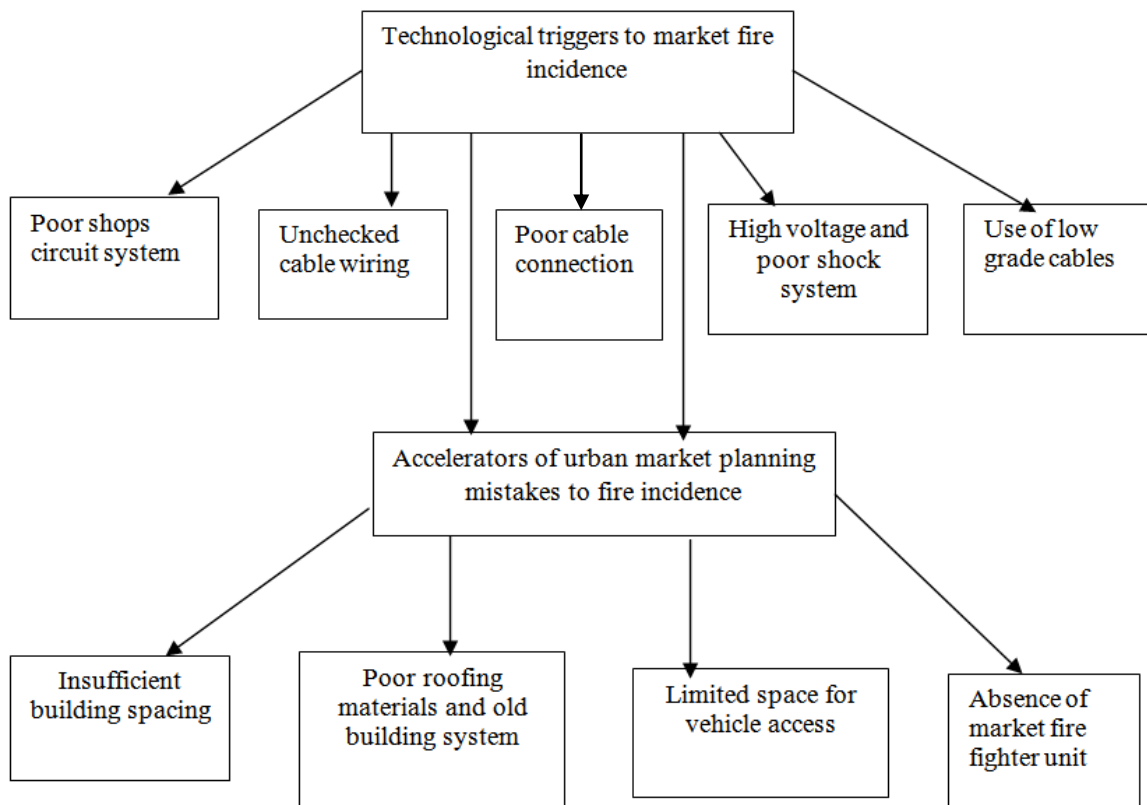 Technological triggers to market fire
incidence
Poor shops
circuit system
Unchecked
cable wiring
Poor cable
connection
High voltage and
poor shock
system
Use of low
grade cables
Accelerators of urban market planning
mistakes to fire incidence
Insufficient
building spacing
Poor roofing
materials and old
building system
Limited space for
vehicle access
Absence of
market fire
fighter unit